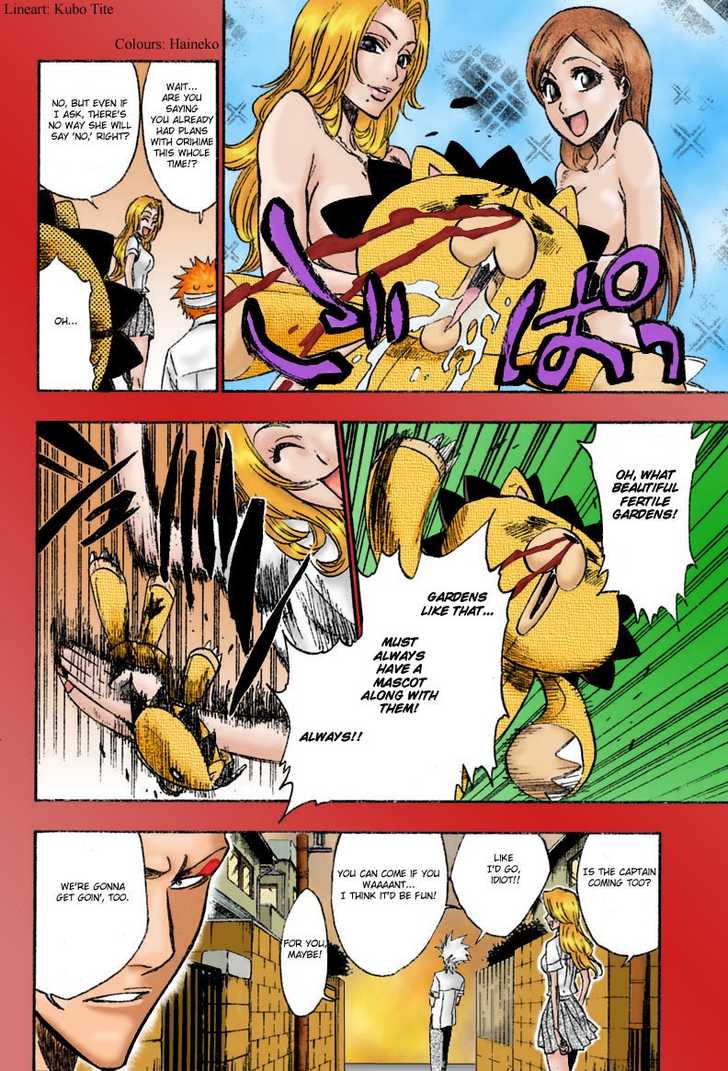 Lineart: Kubo Tite
Colours: Haineko
ぱっ
WAIT...
ARE YOU
SAYING
YOU ALREADY
HAD PLANS
WITH ORIHIME
THIS WHOLE
TIME!?
NO, BUT EVEN IF
I ASK, THERE'S
NO WAY SHE WILL
SAY 'NO,' RIGHT?
OH...
OH, WHAT
BEAUTIFUL
FERTILE
GARDENS!
GARDENS
LIKE THAT...
MUST
ALWAYS
HAVE A
MASCOT
ALONG WITH
THEM!
ALWAYS!!
IS THE CAPTAIN
COMING TOO?
LIKE
I'D GO,
IDIOT!!
YOU CAN COME IF YOU
WAAAANT...
I THINK IT'D BE FUN!
FOR YOU,
MAYBE!
WE'RE GONNA
GET GOIN', TOO.